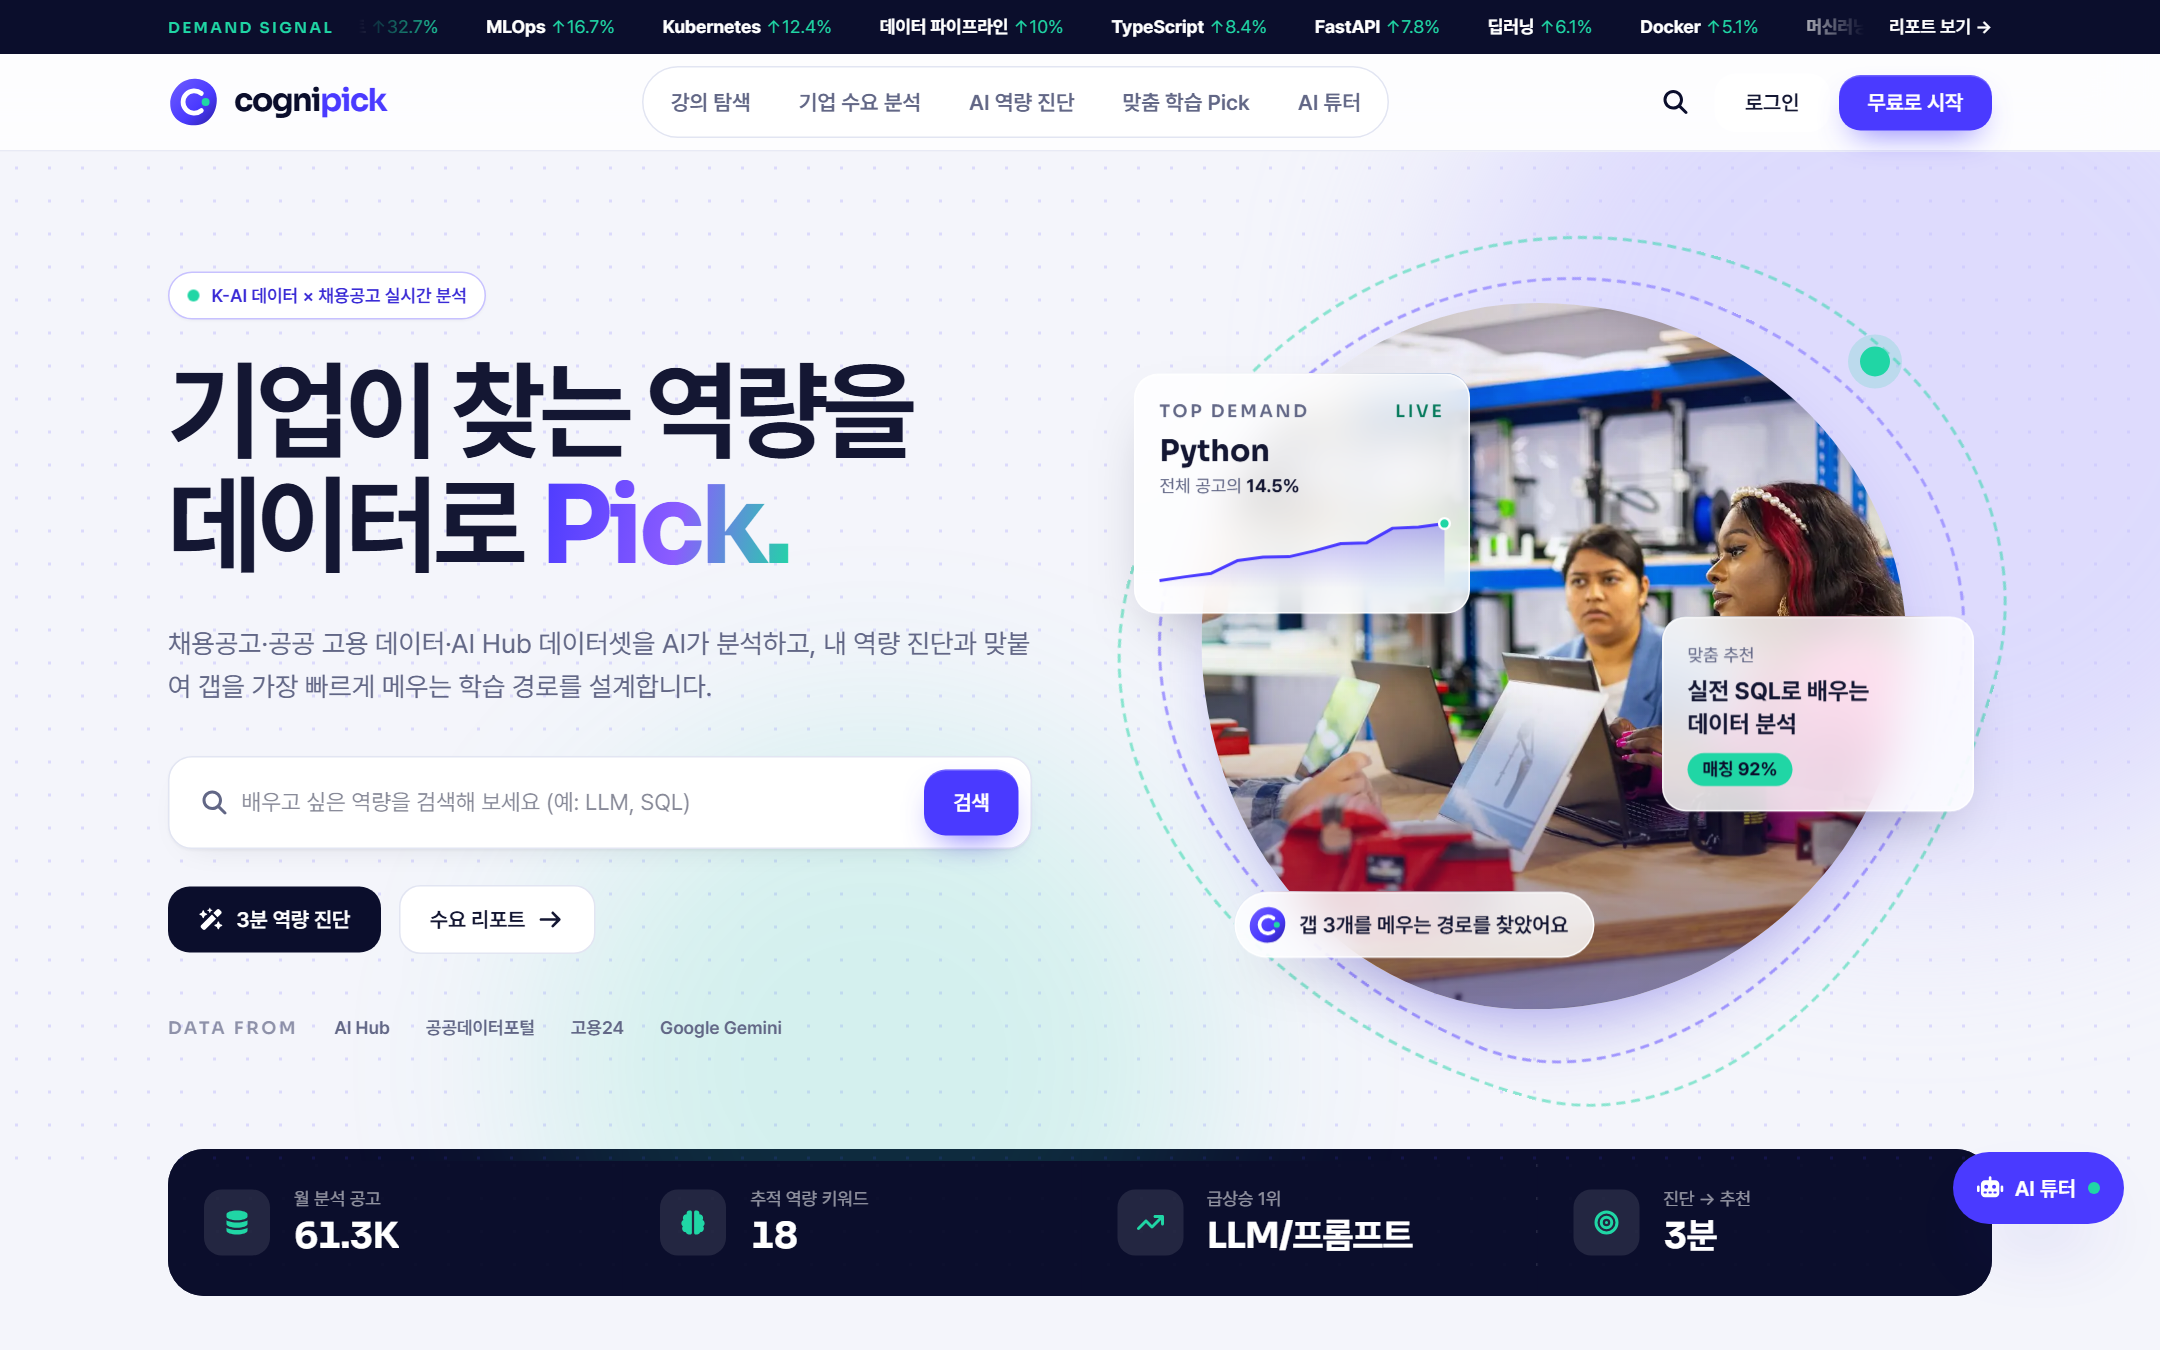 DEMAND SIGNAL
↑32.7%
MLOps ↑16.7%
Kubernetes ↑12.4%
데이터 파이프라인 ↑10%
TypeScript ↑8.4%
FastAPI ↑7.8%
딥러닝 ↑6.1%
Docker ↑5.1%
머신러닝
리포트 보기 →
cognipick
강의 탐색
기업 수요 분석
AI 역량 진단
맞춤 학습 Pick
AI 튜터
로그인
무료로 시작
K-AI 데이터 × 채용공고 실시간 분석
기업이 찾는 역량을
데이터로 Pick.
채용공고·공공 고용 데이터·AI Hub 데이터셋을 AI가 분석하고, 내 역량 진단과 맞붙
여 갭을 가장 빠르게 메우는 학습 경로를 설계합니다.
배우고 싶은 역량을 검색해 보세요 (예: LLM, SQL)
검색
3분 역량 진단
수요 리포트 →
DATA FROM
AI Hub
공공데이터포털
고용24
Google Gemini
TOP DEMAND
LIVE
Python
전체 공고의 14.5%
맞춤 추천
실전 SQL로 배우는
데이터 분석
매칭 92%
갭 3개를 메우는 경로를 찾았어요
월 분석 공고
61.3K
추적 역량 키워드
18
급상승 1위
LLM/프롬프트
진단 → 추천
3분
AI 튜터